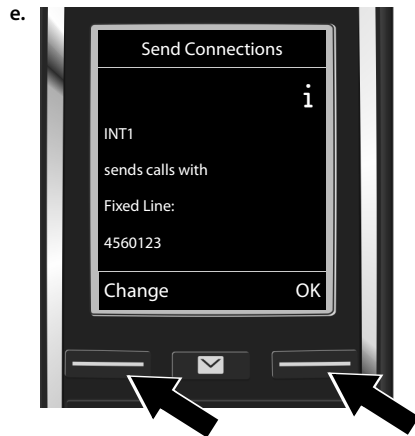 e.
Send Connections
i
INT1
sends calls with
Fixed Line:
4560123
Change OK